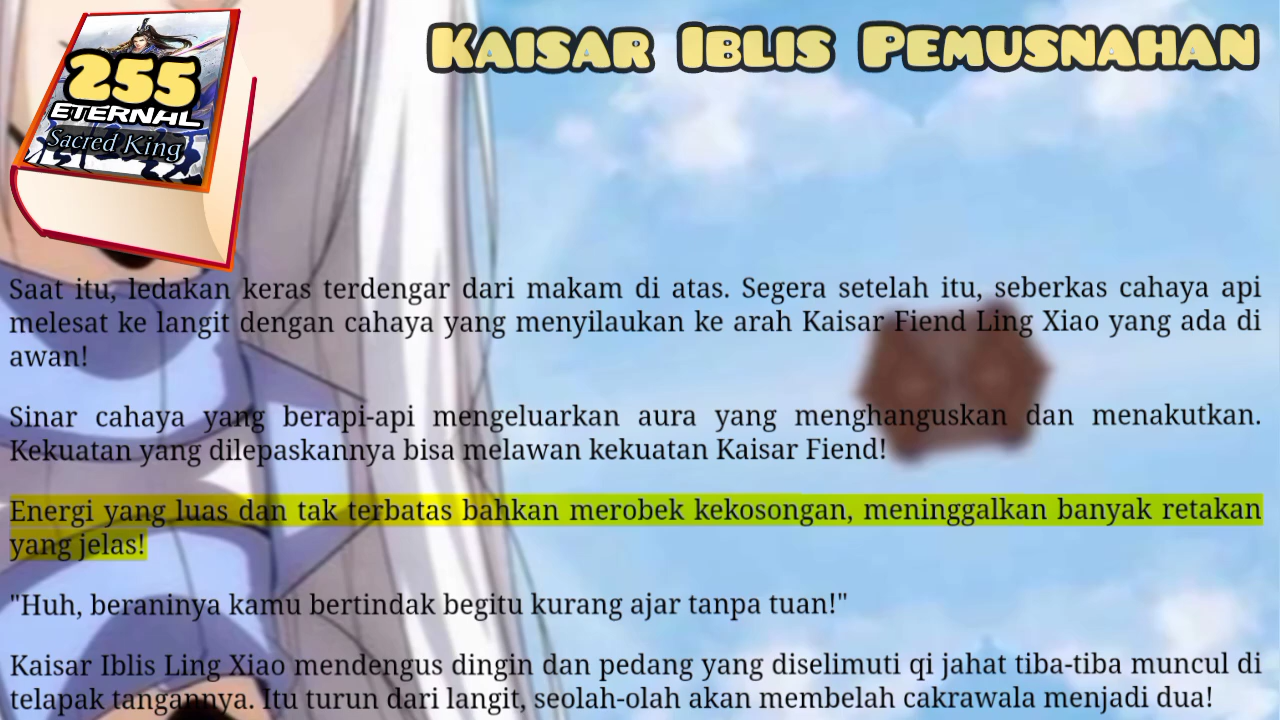 Kaisar Iblis Pemusnahan
255
ETERNAL
Sacred King
Saat itu, ledakan keras terdengar dari makam di atas. Segera setelah itu, seberkas cahaya api
melesat ke langit dengan cahaya yang menyilaukan ke arah Kaisar Fiend Ling Xiao yang ada di
awan!
Sinar cahaya yang berapi-api mengeluarkan aura yang menghanguskan dan menakutkan.
Kekuatan yang dilepaskannya bisa melawan kekuatan Kaisar Fiend!
Energi yang luas dan tak terbatas bahkan merobek kekosongan, meninggalkan banyak retakan
yang jelas!
"Huh, beraninya kamu bertindak begitu kurang ajar tanpa tuan!"
Kaisar Iblis Ling Xiao mendengus dingin dan pedang yang diselimuti qi jahat tiba-tiba muncul di
telapak tangannya. Itu turun dari langit, seolah-olah akan membelah cakrawala menjadi dua!